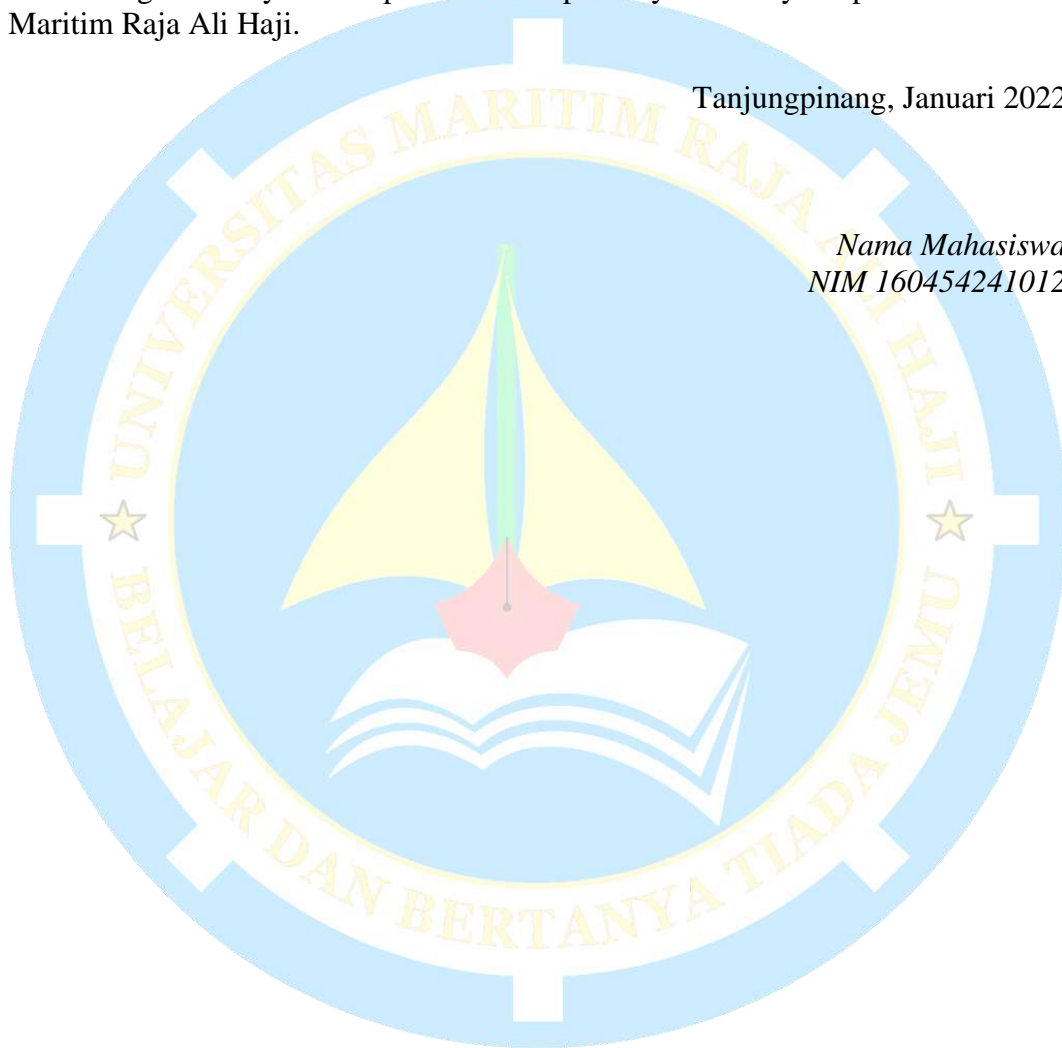 Maritim Raja Ali Haji.
Tanjungpinang, Januari 2022
Nama Mahasiswa
NIM 160454241012
UNIVERSITAS MARITIM RAJA ALI HAJI
BELAJAR DAN BERTANYA TIADA JEMU